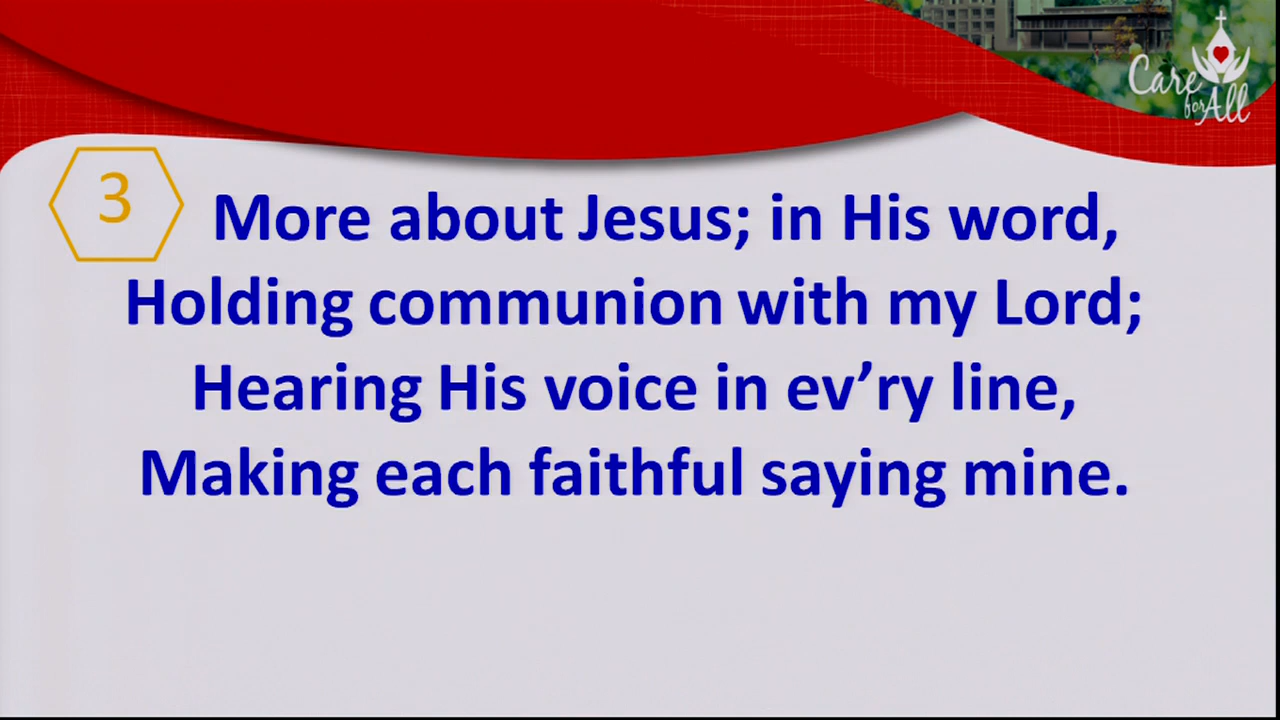 Care
for All
3
More about Jesus; in His word,
Holding communion with my Lord;
Hearing His voice in ev’ry line,
Making each faithful saying mine.